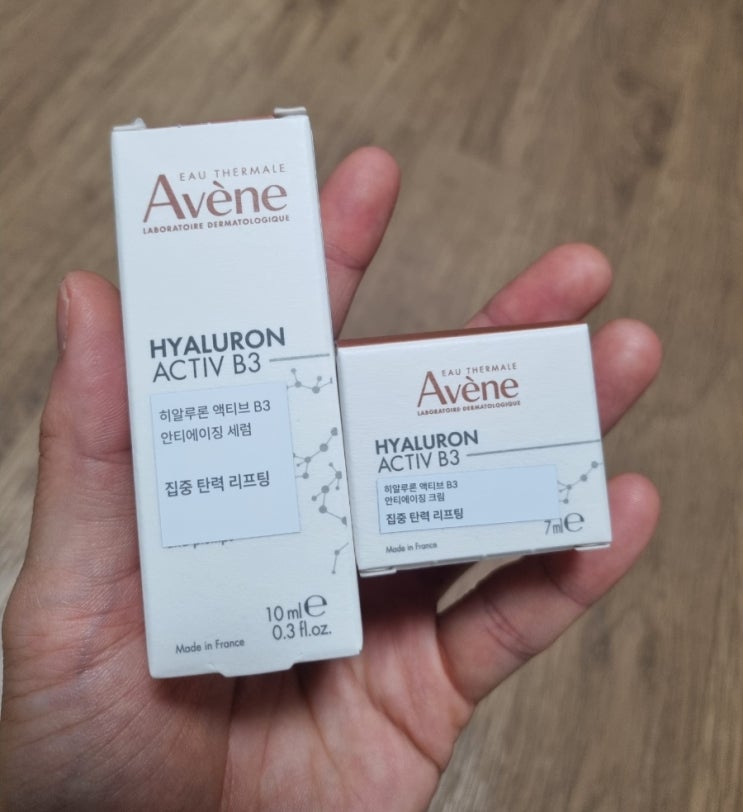 EAU THERMALE
Avène
LABORATOIRE DERMATOLOGIQUE
HYALURON
ACTIV B3
히알루론 액티브 B3
안티에이징 세럼
집중 탄력 리프팅
10 ml e
0.3 fl.oz.
Made in France
EAU THERMALE
Avène
LABORATOIRE DERMATOLOGIQUE
HYALURON
ACTIV B3
히알루론 액티브 B3
안티에이징 크림
집중 탄력 리프팅
7ml e
Made in France